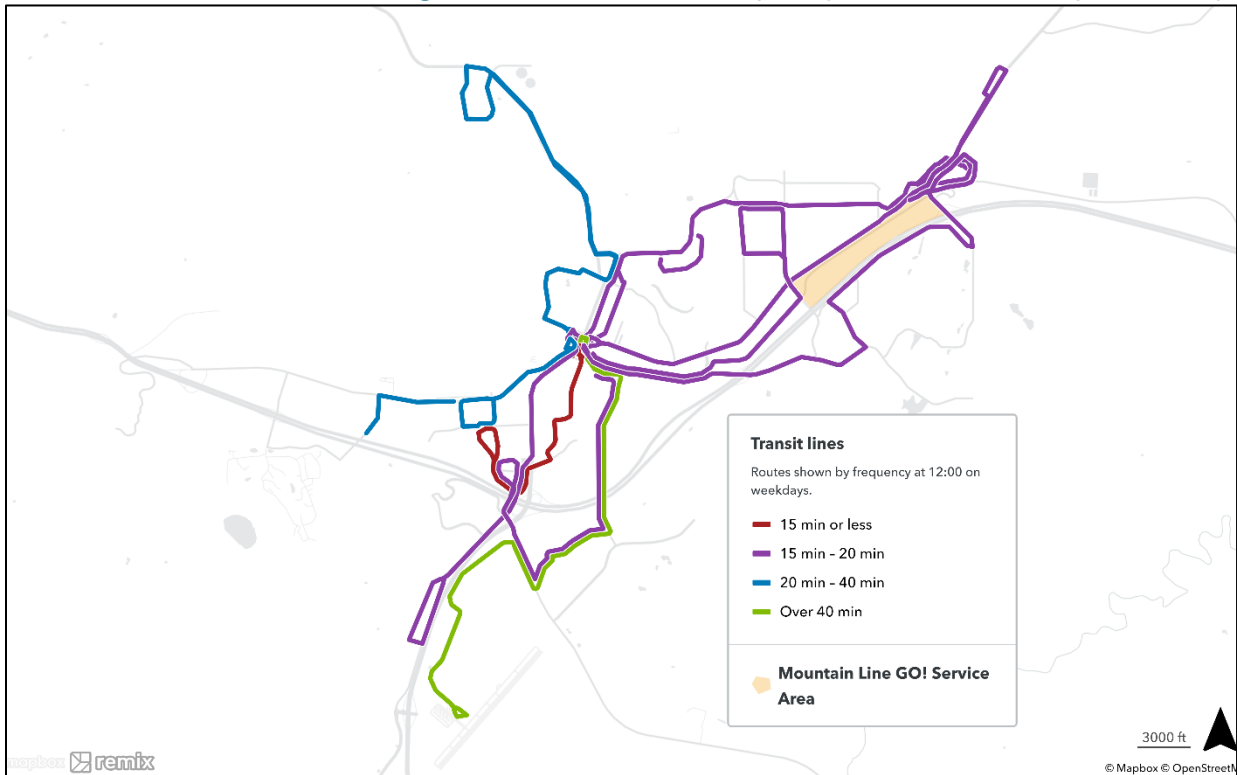 Transit lines
Routes shown by frequency at 12:00 on
weekdays.
15 min or less
15 min – 20 min
20 min – 40 min
Over 40 min
Mountain Line GO! Service
Area
3000 ft
mapbox remix
© Mapbox © OpenStreetM